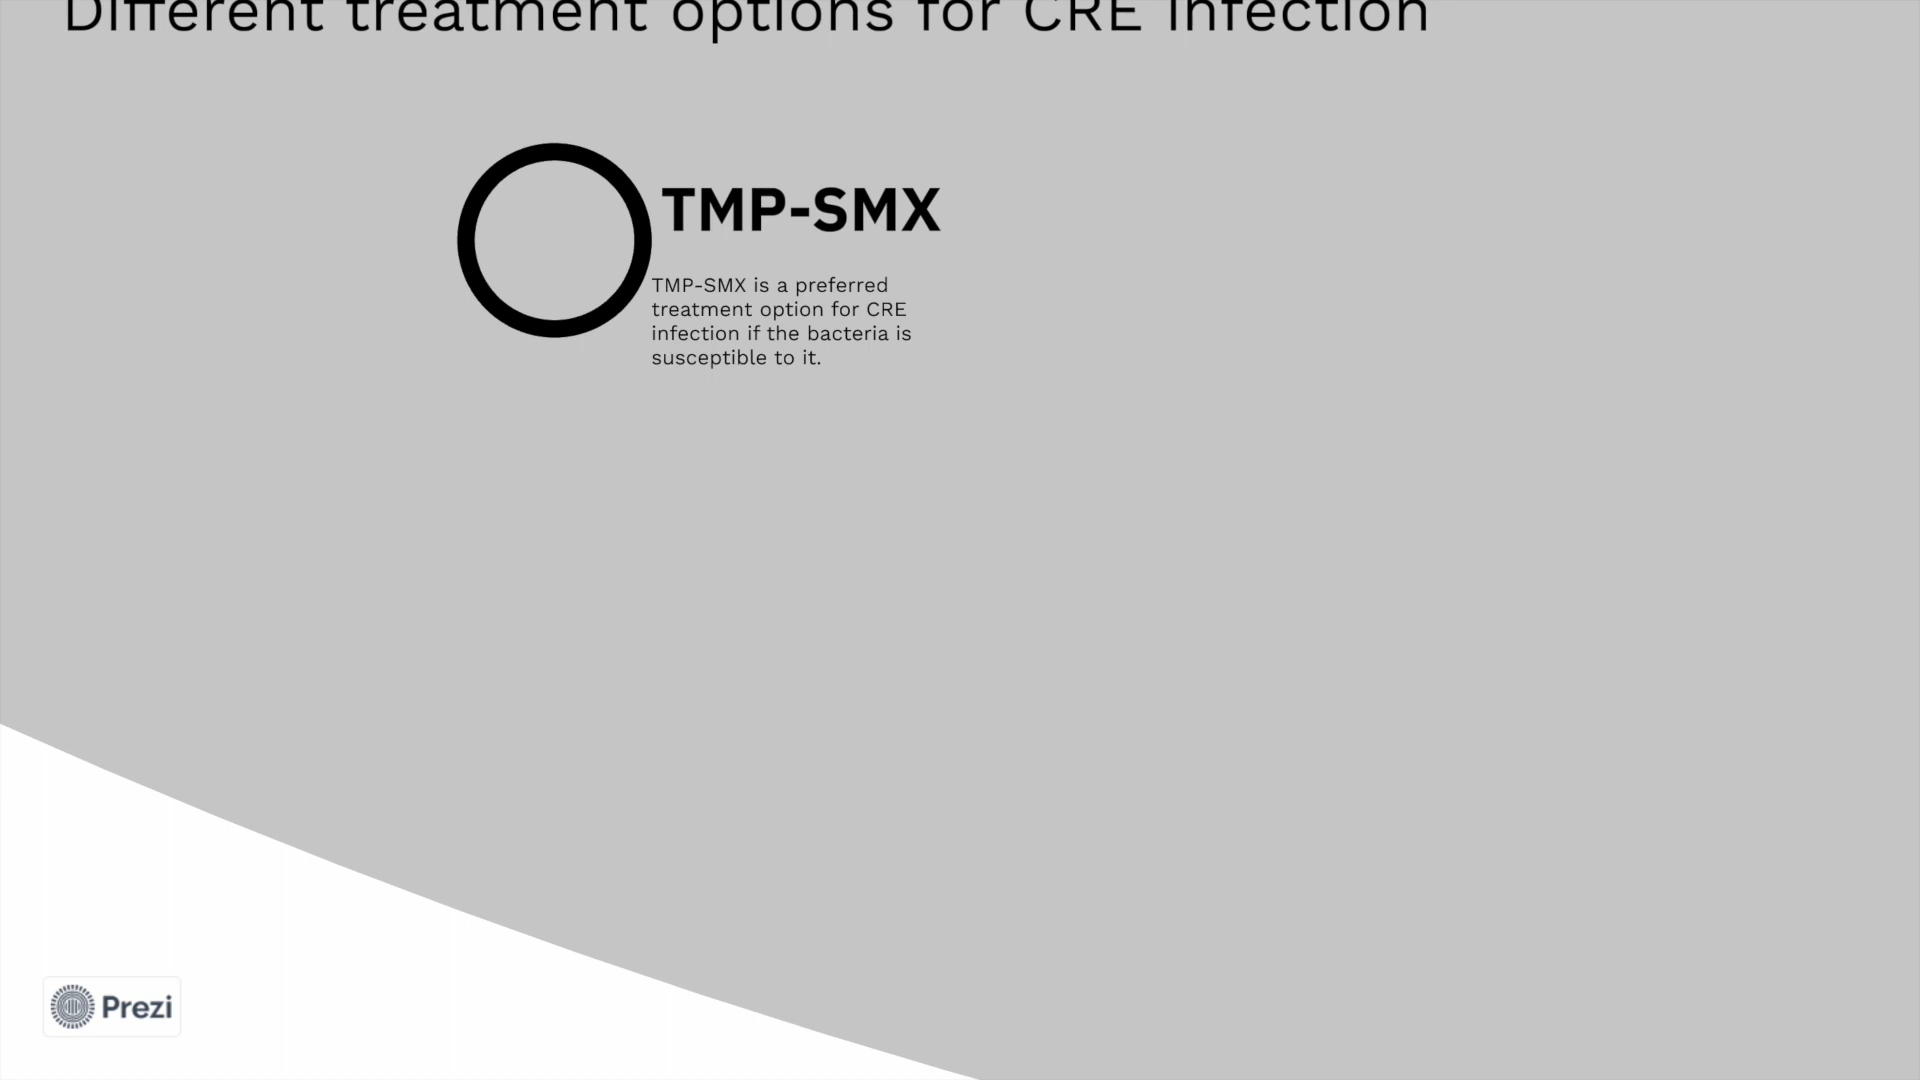 Different treatment options for CRE infection
TMP-SMX
TMP-SMX is a preferred
treatment option for CRE
infection if the bacteria is
susceptible to it.
Prezi